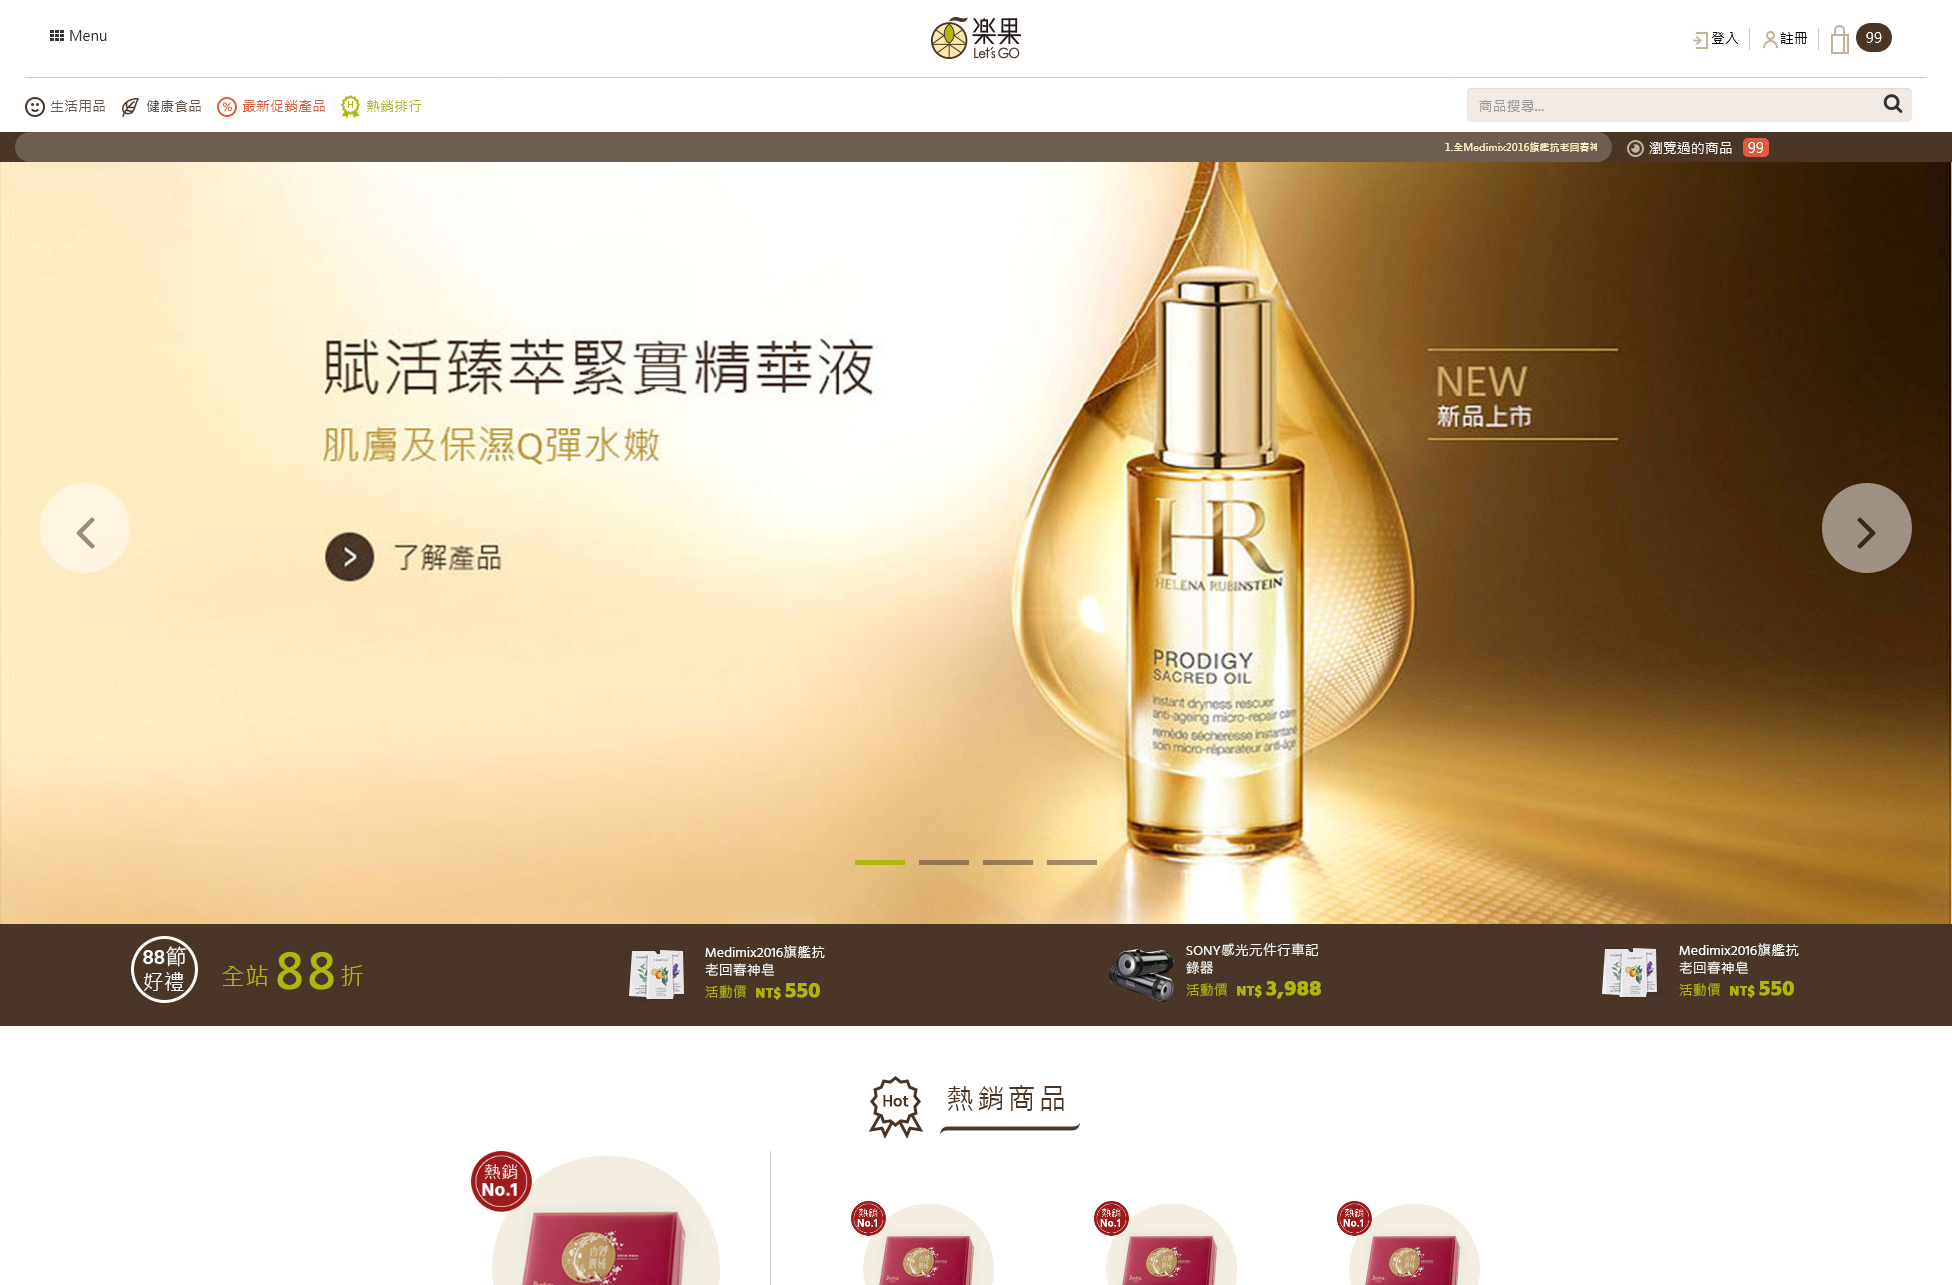 Menu
楽果
Let's GO
登入
註冊
99
生活用品
健康食品
%
最新促銷產品
H
熱銷排行
商品搜尋...
1.全Medimix2016旗艦抗老回春神
瀏覽過的商品
99
賦活臻萃緊實精華液
肌膚及保濕Q彈水嫩
了解產品
NEW
新品上市
HR
HELENA RUBINSTEIN
PRODIGY
SACRED OIL
instant dryness rescuer
anti-ageing micro-repair care
remède sécheresse instantané
soin micro-réparateur anti-âge
88節
好禮
全站 88 折
Medimix2016旗艦抗
老回春神皂
活動價 NT$ 550
SONY感光元件行車記
錄器
活動價 NT$ 3,988
Medimix2016旗艦抗
老回春神皂
活動價 NT$ 550
Hot
熱銷商品
熱銷
No.1
熱銷
No.1
熱銷
No.1
熱銷
No.1